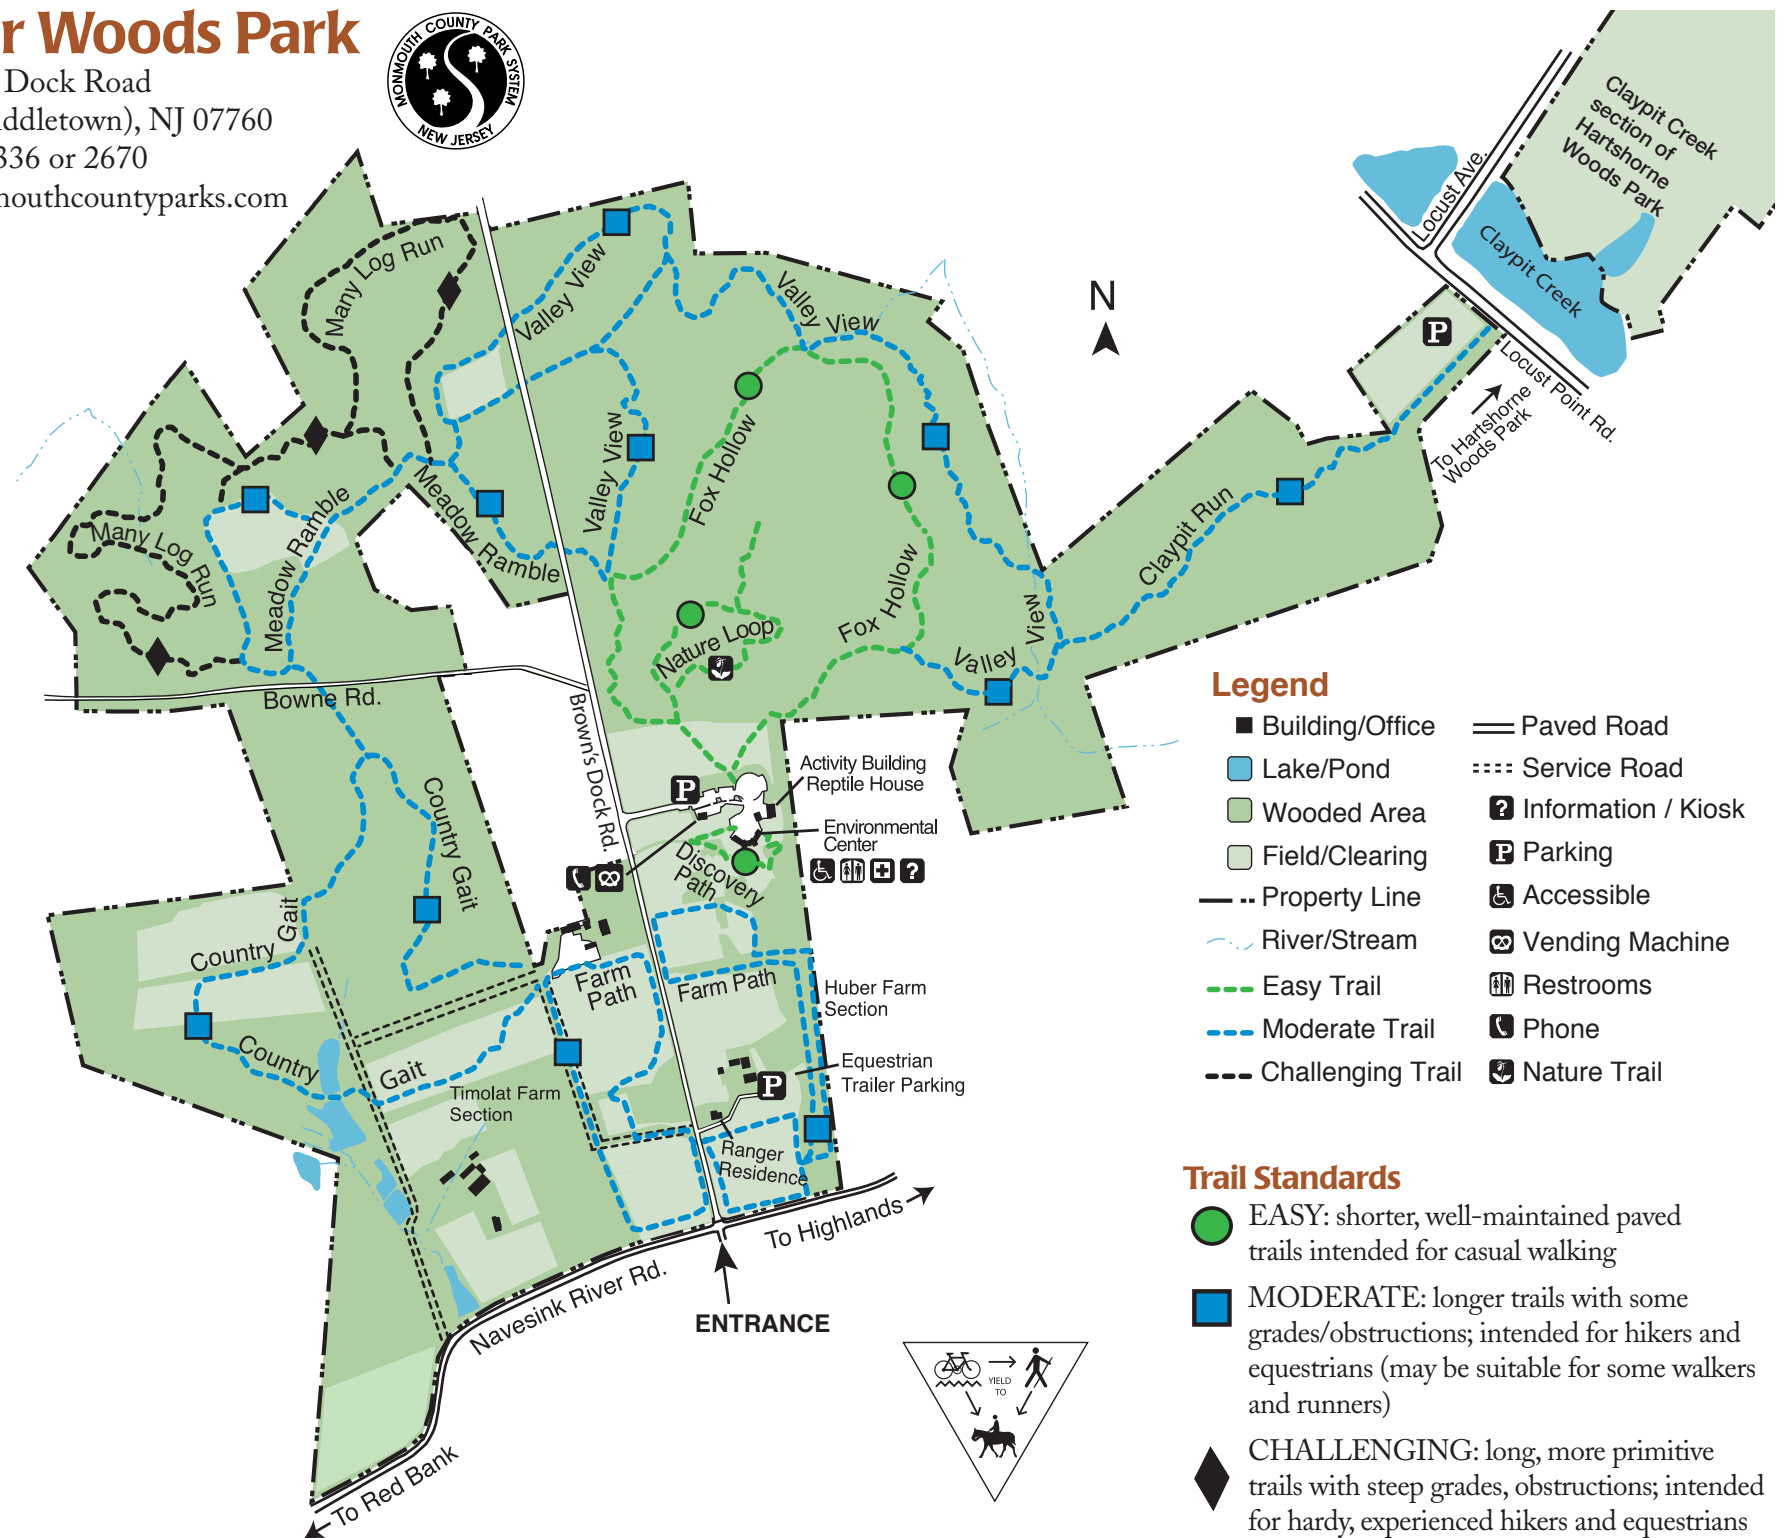 r Woods Park
Dock Road
ddletown), NJ 07760
336 or 2670
mouthcountyparks.com
MONMOUTH COUNTY PARK SYSTEM
NEW JERSEY
Claypit Creek
section of
Hartshorne
Woods Park
Locust Ave.
Claypit Creek
Locust Point Rd.
To Hartshorne
Woods Park
N
P
Many Log Run
Valley View
Valley View
Valley View
Fox Hollow
Fox Hollow
Meadow Ramble
Meadow Ramble
Many Log Run
Claypit Run
Valley View
Nature Loop
Bowne Rd.
Brown's Dock Rd.
Activity Building
Reptile House
P
Environmental
Center
?
Discovery
Path
Country Gait
Country Gait
Farm
Path
Farm Path
Huber Farm
Section
Equestrian
Trailer Parking
P
Country Gait
Timolat Farm
Section
Ranger
Residence
To Highlands
Navesink River Rd.
ENTRANCE
To Red Bank
YIELD
TO
Legend
Building/Office
Lake/Pond
Wooded Area
Field/Clearing
Property Line
River/Stream
Easy Trail
Moderate Trail
Challenging Trail
Paved Road
Service Road
? Information / Kiosk
P Parking
Accessible
Vending Machine
Restrooms
Phone
Nature Trail
Trail Standards
EASY: shorter, well-maintained paved
trails intended for casual walking
MODERATE: longer trails with some
grades/obstructions; intended for hikers and
equestrians (may be suitable for some walkers
and runners)
CHALLENGING: long, more primitive
trails with steep grades, obstructions; intended
for hardy, experienced hikers and equestrians